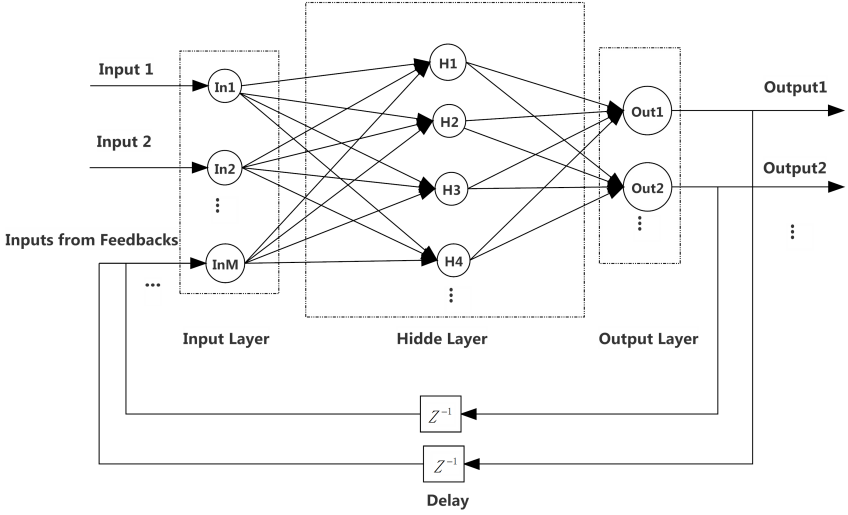 Input 1
In1
H1
Output1
Out1
H2
Input 2
In2
Output2
H3
Out2
⋮
⋮
⋮
Inputs from Feedbacks
InM
H4
...
⋮
Input Layer
Hidde Layer
Output Layer
Z⁻¹
Z⁻¹
Delay